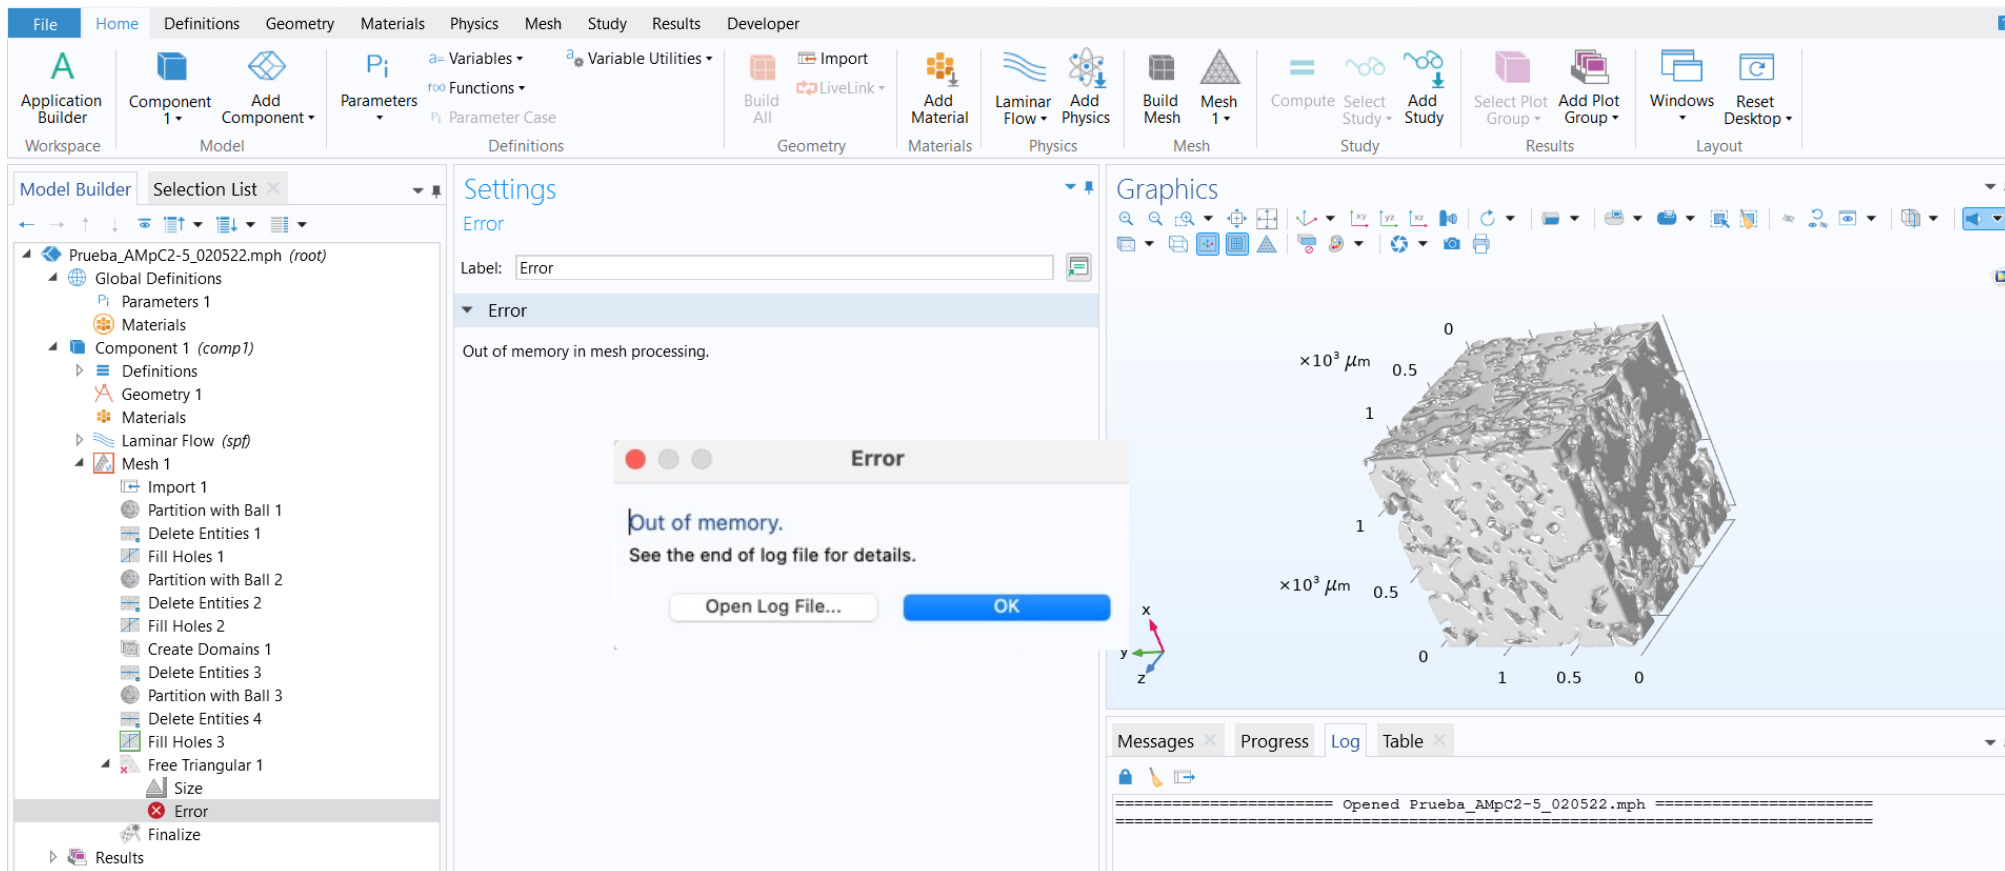 File Home Definitions Geometry Materials Physics Mesh Study Results Developer
Application Builder
Workspace
Component 1
Add Component
Model
Pi
Parameters
a= Variables
f(x) Functions
Pi Parameter Case
a Variable Utilities
Definitions
Build All
Import
LiveLink
Geometry
Add Material
Materials
Laminar Flow
Add Physics
Physics
Build Mesh
Mesh 1
Mesh
Compute
Select Study
Add Study
Study
Select Plot Group
Add Plot Group
Results
Windows
Reset Desktop
Layout
Model Builder
Selection List
Prueba_AMpC2-5_020522.mph (root)
Global Definitions
Pi Parameters 1
Materials
Component 1 (comp1)
Definitions
Geometry 1
Materials
Laminar Flow (spf)
Mesh 1
Import 1
Partition with Ball 1
Delete Entities 1
Fill Holes 1
Partition with Ball 2
Delete Entities 2
Fill Holes 2
Create Domains 1
Delete Entities 3
Partition with Ball 3
Delete Entities 4
Fill Holes 3
Free Triangular 1
Size
Error
Finalize
Results
Settings
Error
Label: Error
Error
Out of memory in mesh processing.
Error
Out of memory.
See the end of log file for details.
Open Log File...
OK
Graphics
xy yz xz
0
×10³ μm
0.5
1
1
×10³ μm
0.5
0
1 0.5 0
x
y
z
Messages Progress Log Table
======================= Opened Prueba_AMpC2-5_020522.mph =======================
================================================================================